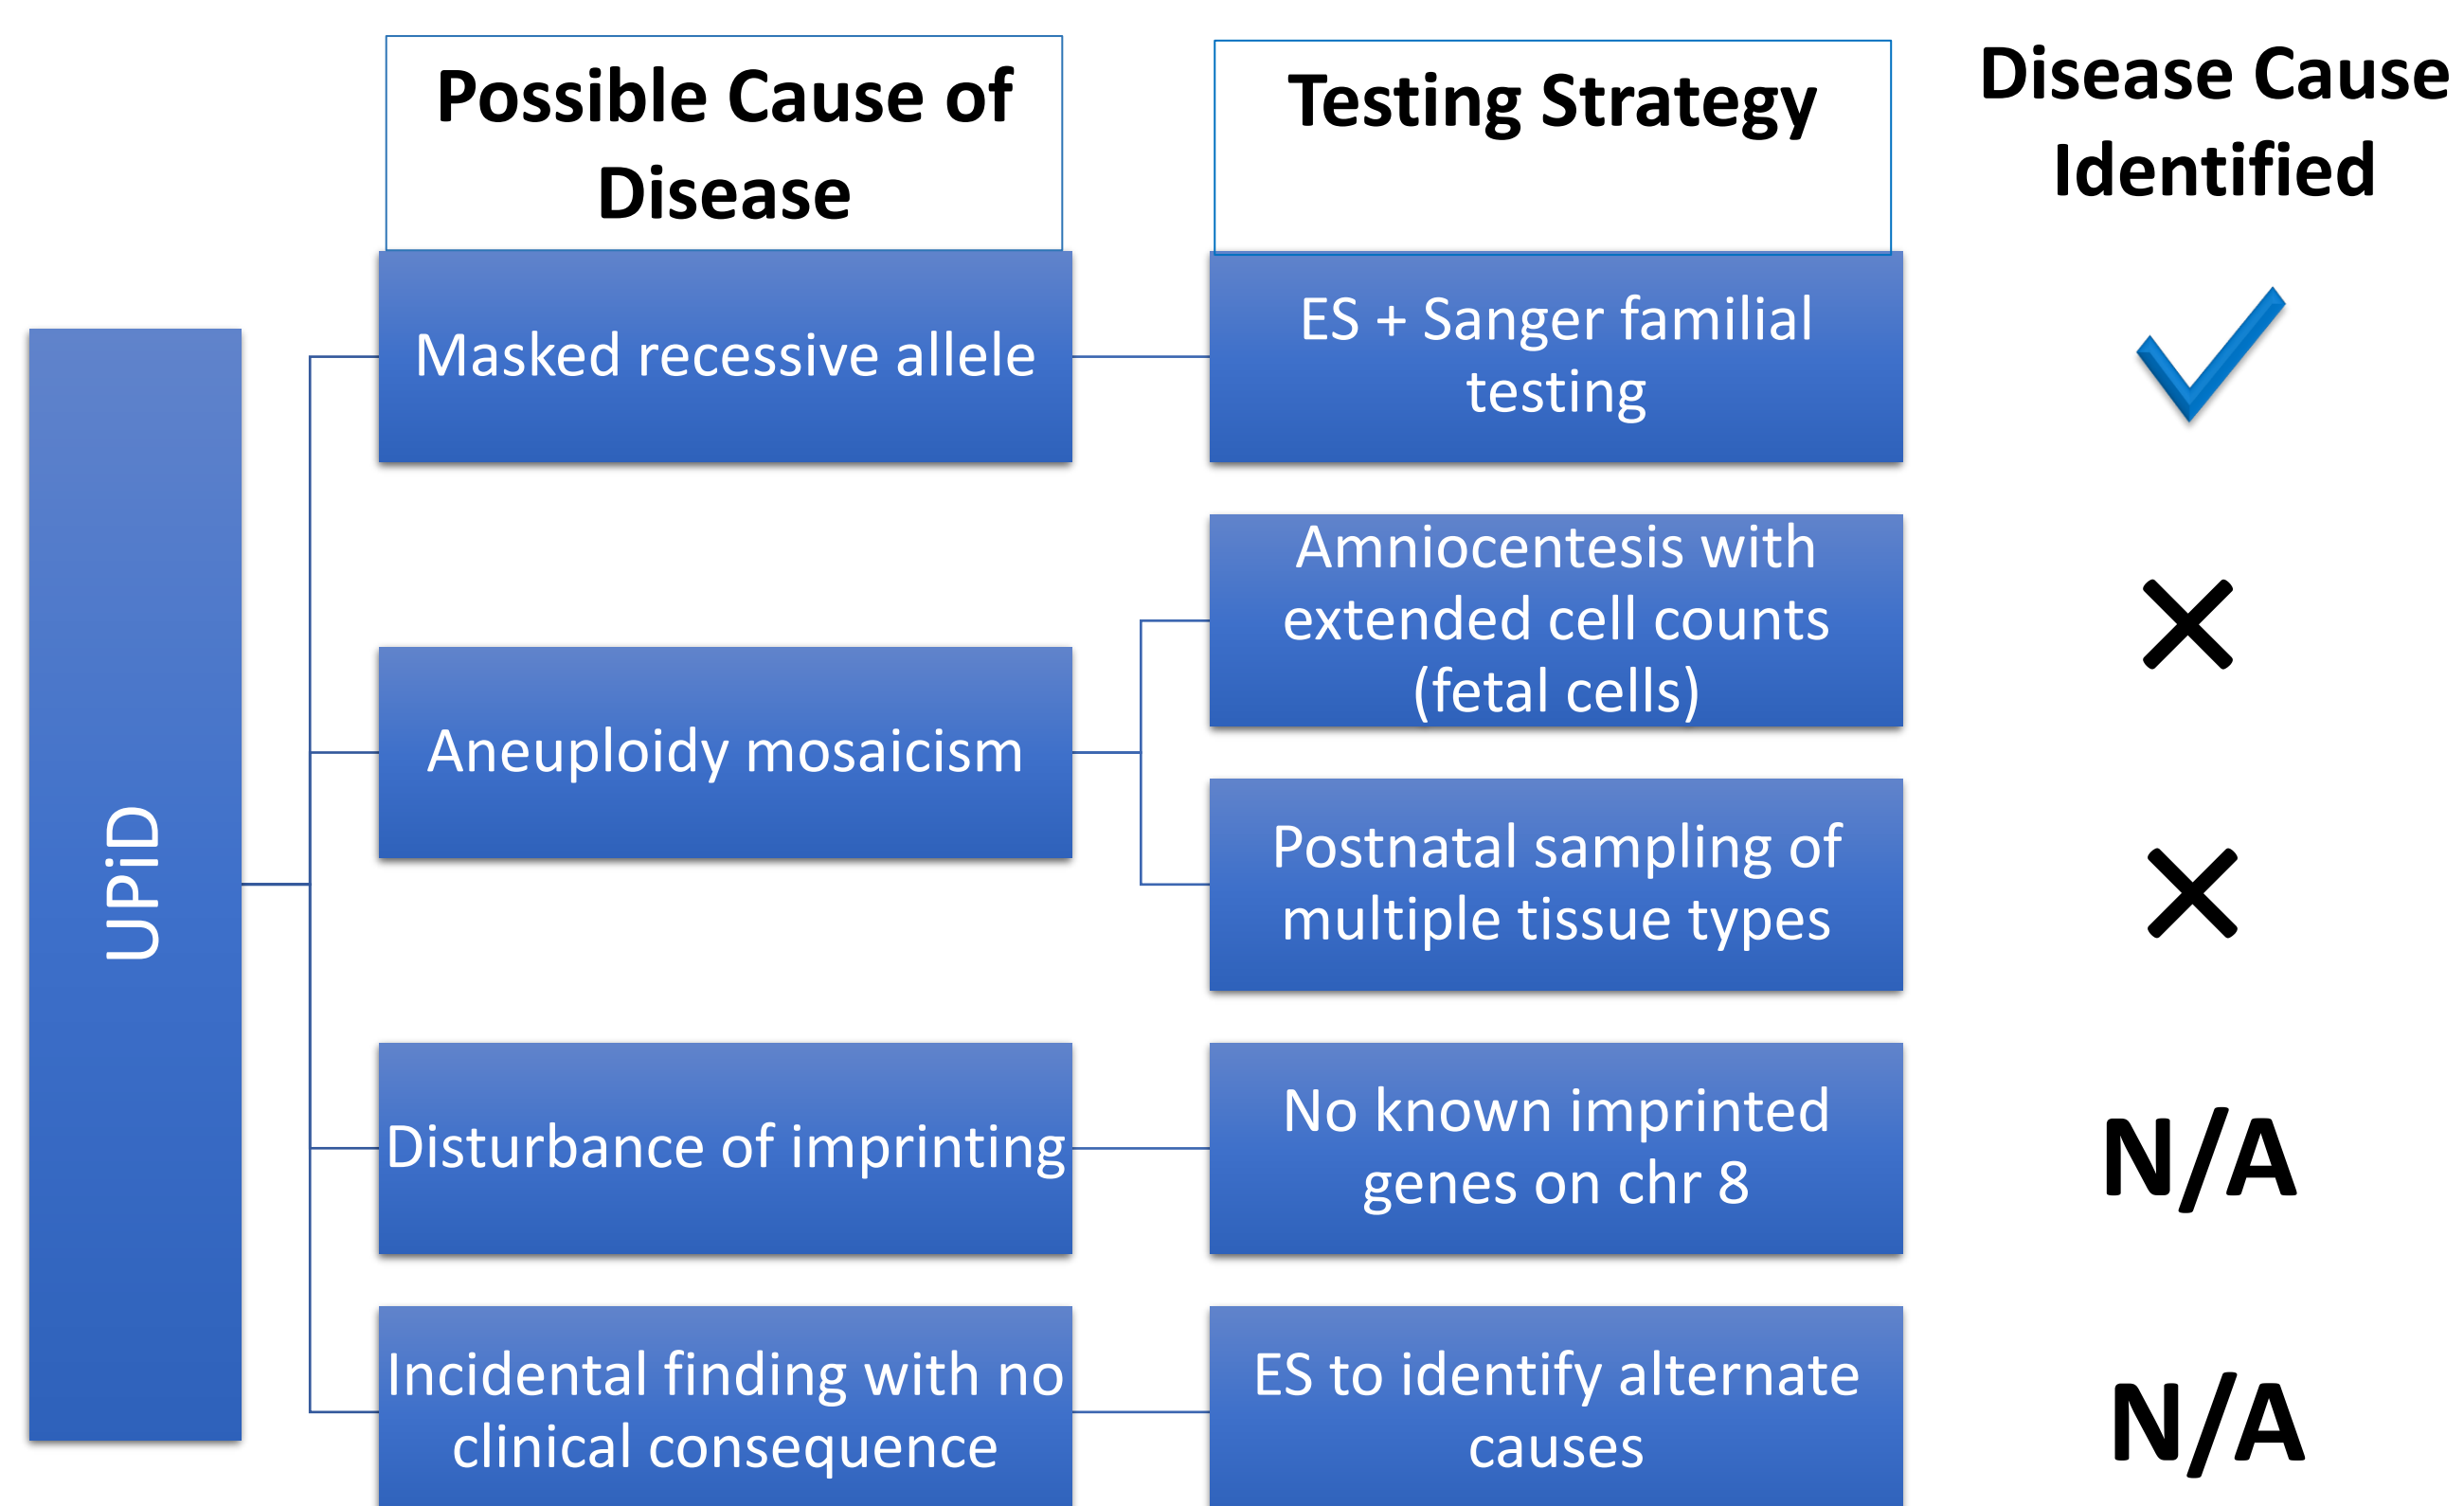 Possible Cause of
Disease
Testing Strategy
Disease Cause
Identified
UPiD
Masked recessive allele
ES + Sanger familial
testing
Aneuploidy mosaicism
Amniocentesis with
extended cell counts
(fetal cells)
Postnatal sampling of
multiple tissue types
Disturbance of imprinting
No known imprinted
genes on chr 8
N/A
Incidental finding with no
clinical consequence
ES to identify alternate
causes
N/A